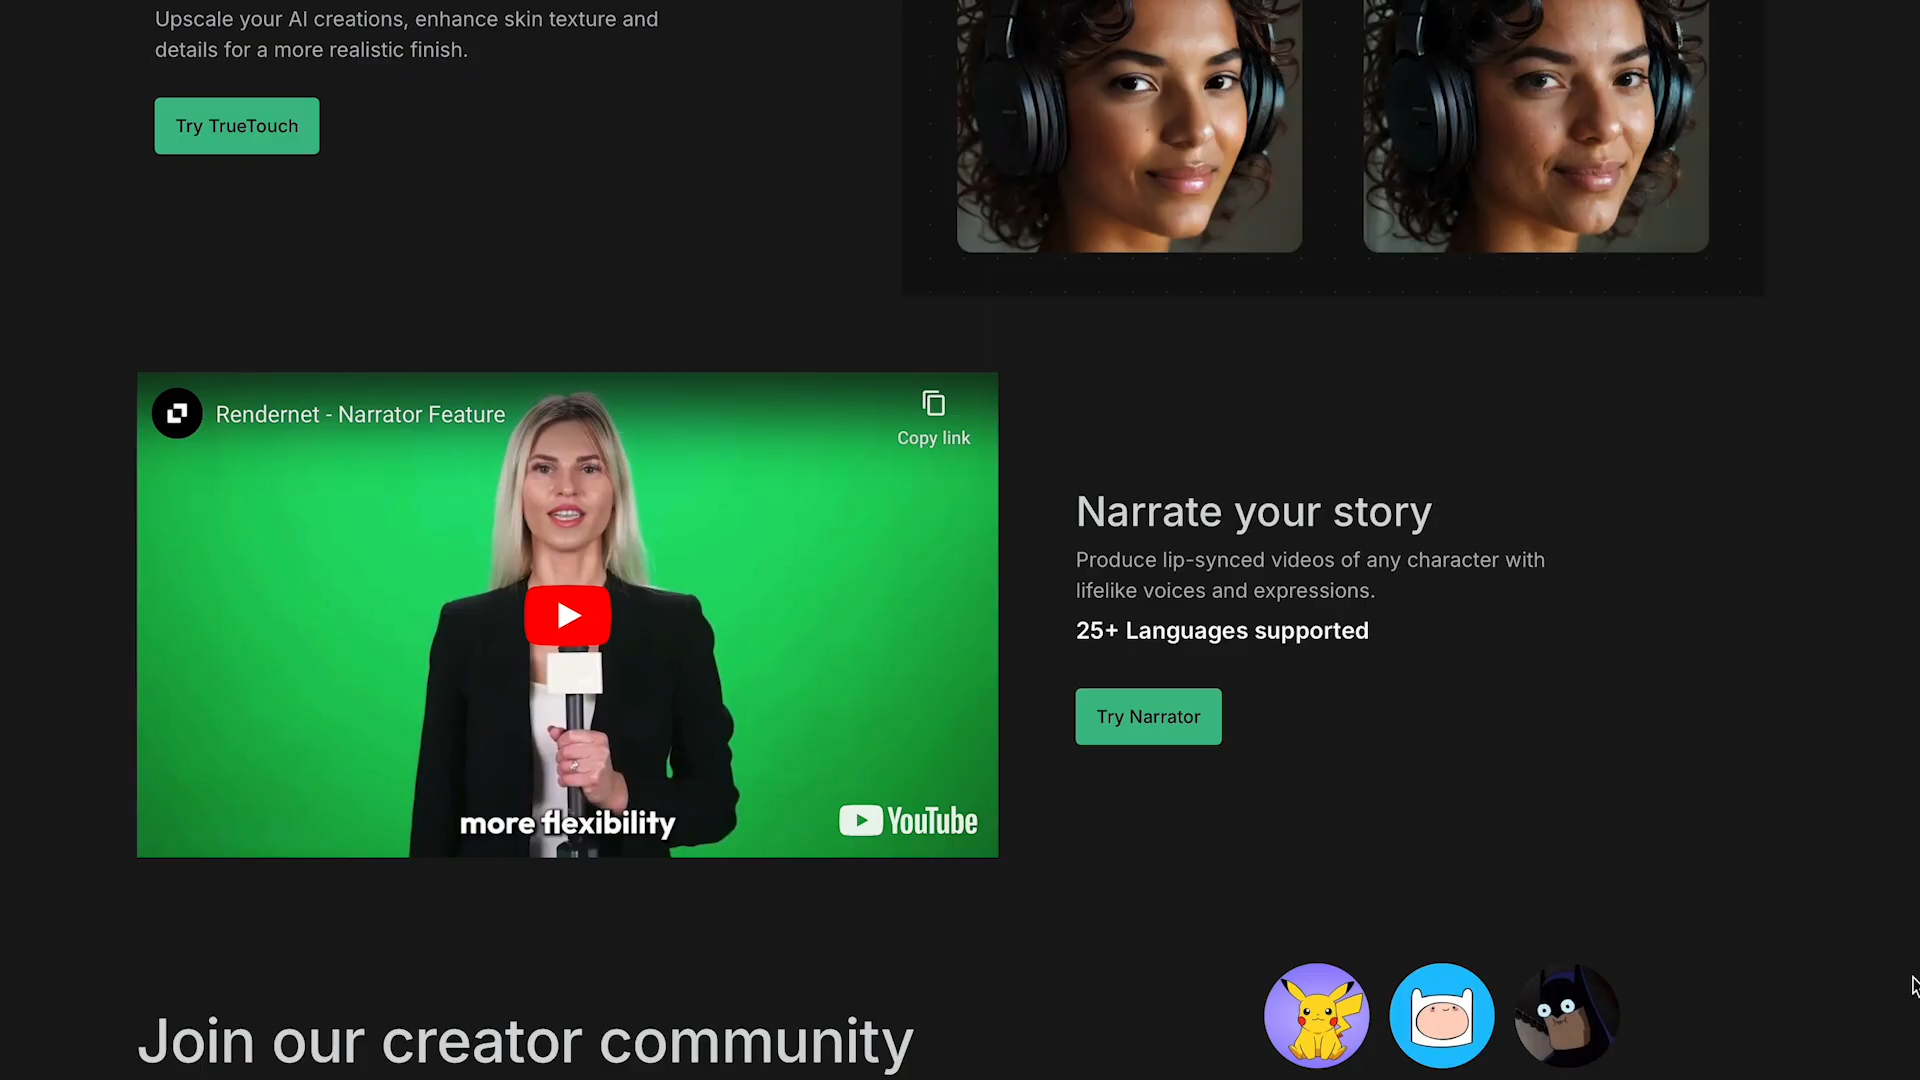 Upscale your AI creations, enhance skin texture and
details for a more realistic finish.
Try TrueTouch
Rendernet - Narrator Feature
Copy link
more flexibility
YouTube
Narrate your story
Produce lip-synced videos of any character with
lifelike voices and expressions.
25+ Languages supported
Try Narrator
Join our creator community